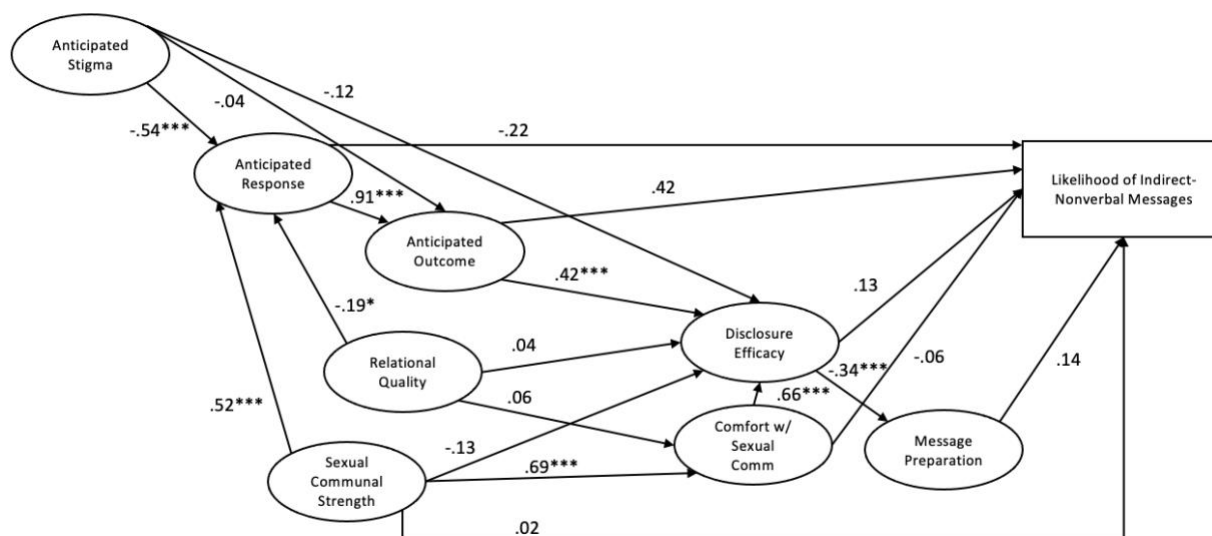 Anticipated
Stigma
-.04
-.12
-.54***
-.22
Anticipated
Response
Likelihood of Indirect-
Nonverbal Messages
.91***
.42
Anticipated
Outcome
.42***
.13
-.19*
Disclosure
Efficacy
.04
-.06
Relational
Quality
-.34***
.14
.06
.66***
.52***
Comfort w/
Sexual
Comm
-.13
Message
Preparation
Sexual
Communal
Strength
.69***
.02